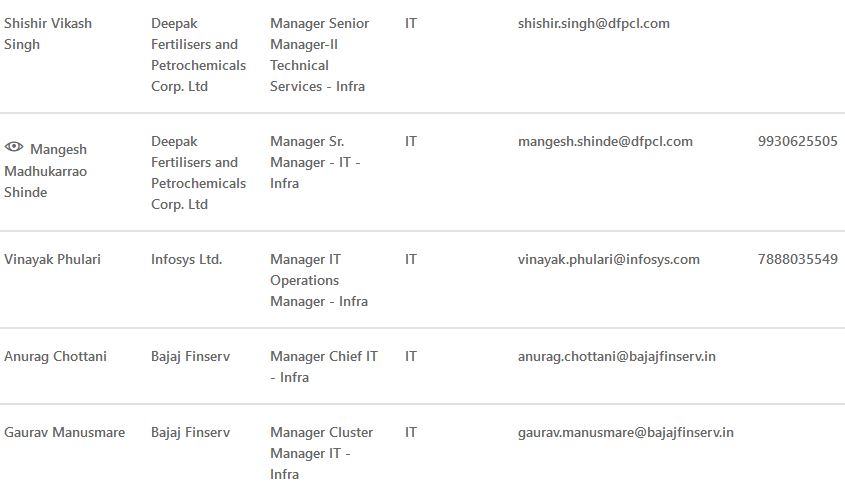 Shishir Vikash Singh Deepak Fertilisers and Petrochemicals Corp. Ltd Manager Senior Manager-II Technical Services - Infra IT shishir.singh@dfpcl.com
Mangesh Madhukarrao Shinde Deepak Fertilisers and Petrochemicals Corp. Ltd Manager Sr. Manager - IT - Infra IT mangesh.shinde@dfpcl.com 9930625505
Vinayak Phulari Infosys Ltd. Manager IT Operations Manager - Infra IT vinayak.phulari@infosys.com 7888035549
Anurag Chottani Bajaj Finserv Manager Chief IT - Infra IT anurag.chottani@bajajfinserv.in
Gaurav Manusmare Bajaj Finserv Manager Cluster Manager IT - Infra IT gaurav.manusmare@bajajfinserv.in